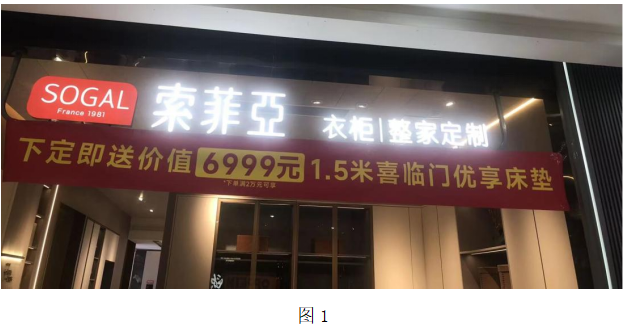 SOGAL
France 1981
索菲亞
衣柜|整家定制
下定即送价值6999元1.5米喜临门优享床垫
*下单满2万元可享
图 1